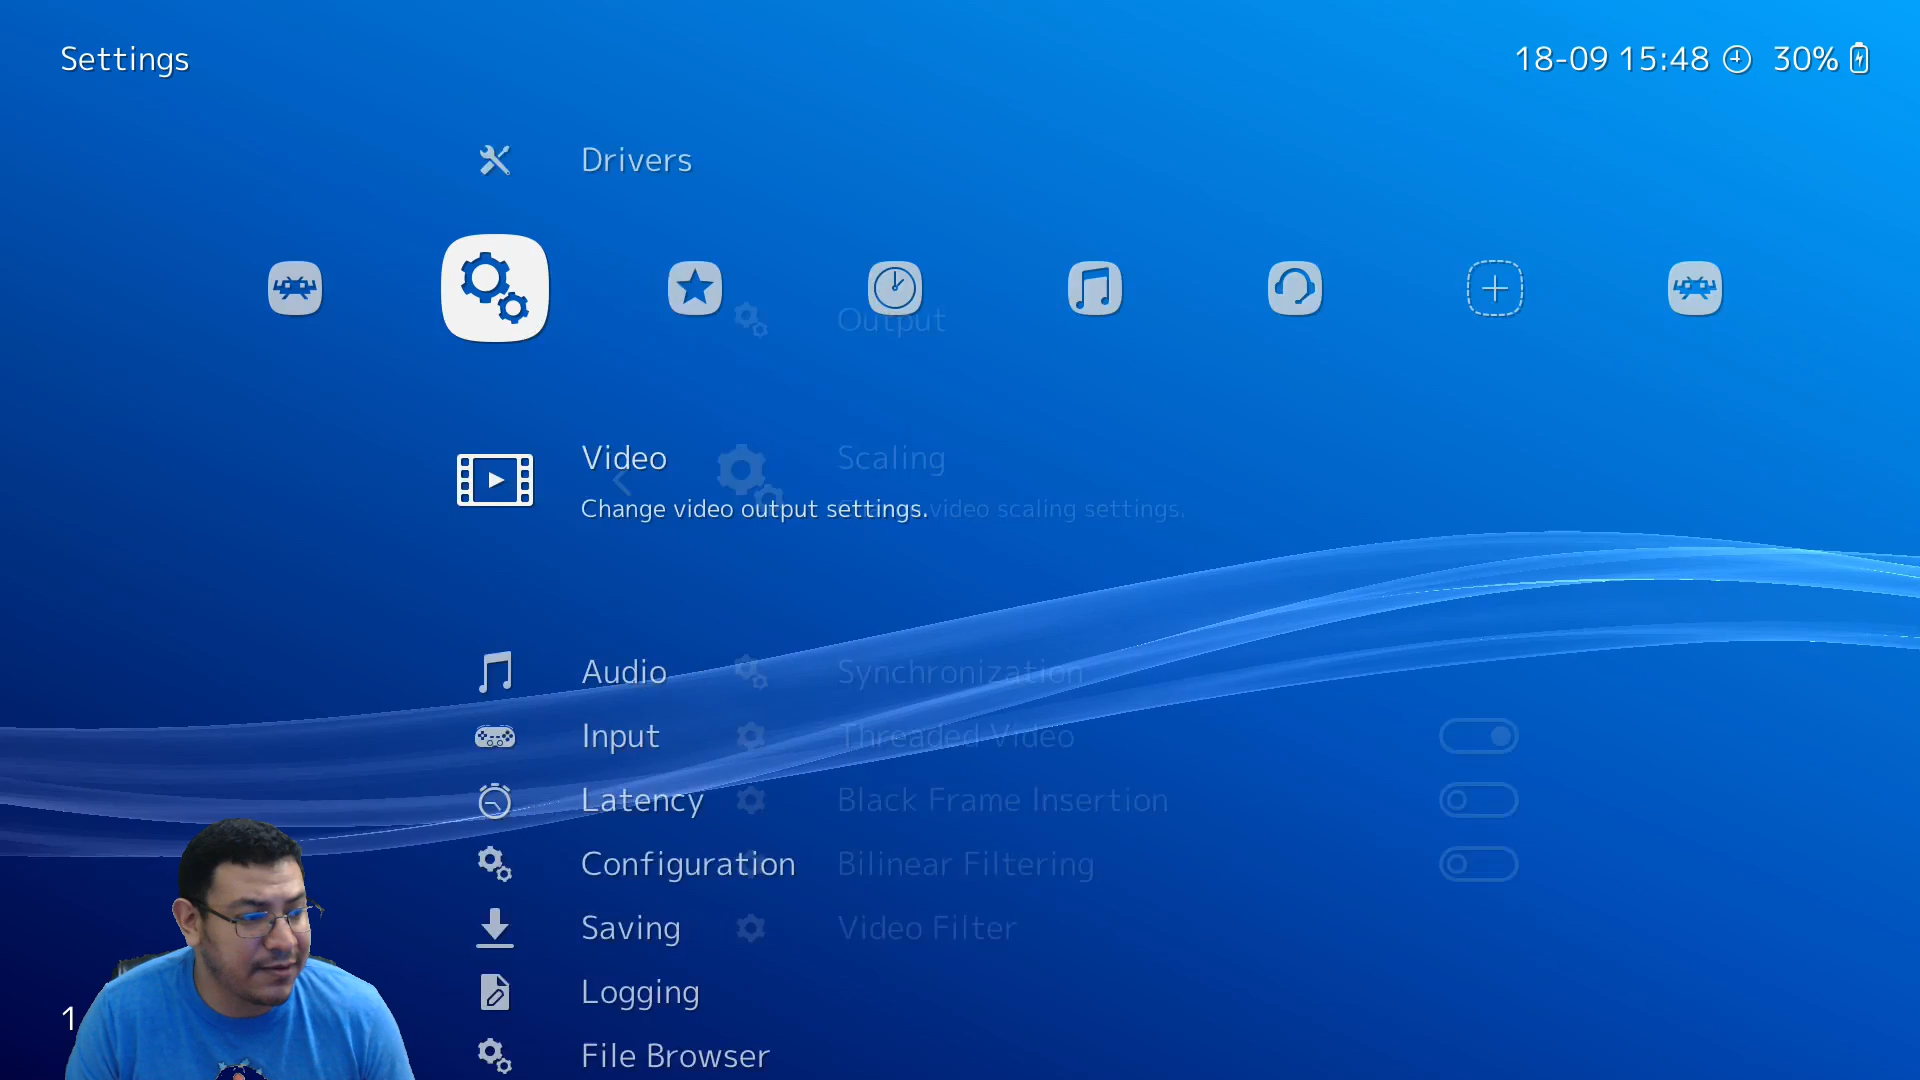 Settings
18-09 15:48 30%
Drivers
Output
Video
Scaling
Change video output settings.
video scaling settings.
Audio
Synchronization
Input
Threaded Video
Latency
Black Frame Insertion
Configuration
Bilinear Filtering
Saving
Video Filter
Logging
File Browser
1